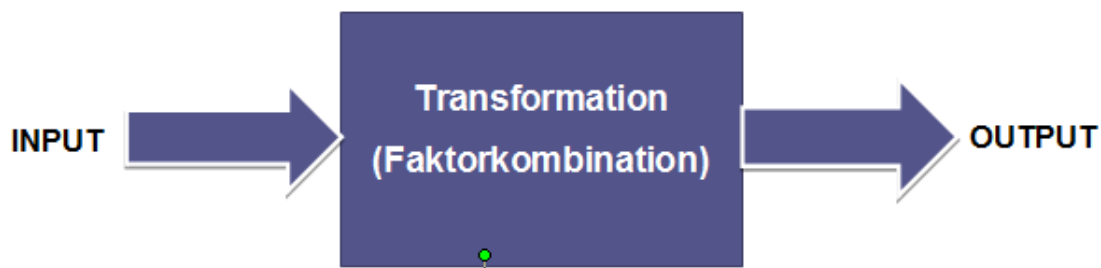 INPUT
Transformation
(Faktorkombination)
OUTPUT